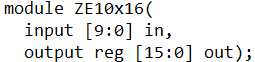 module ZE10x16(
  input [9:0] in,
  output reg [15:0] out);